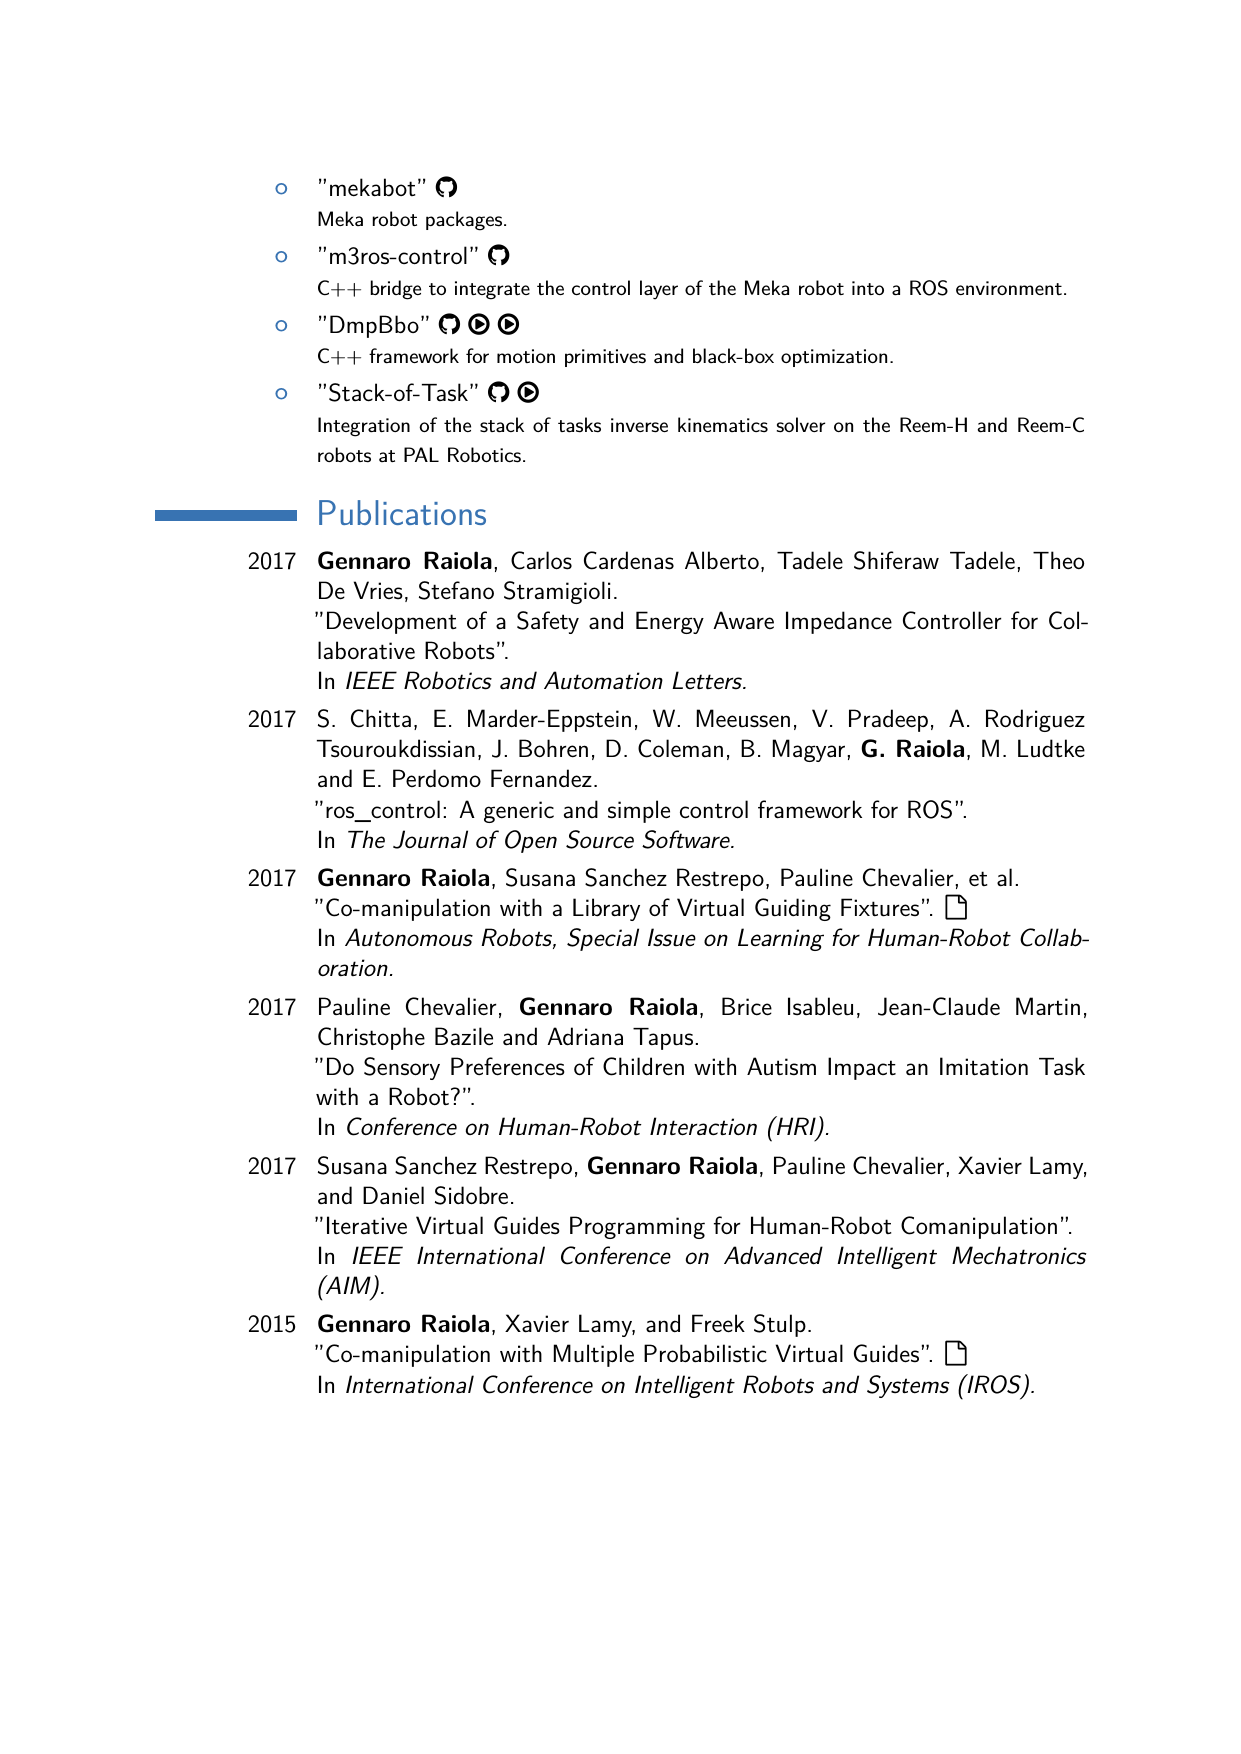 ”mekabot”
Meka robot packages.
”m3ros-control”
C++ bridge to integrate the control layer of the Meka robot into a ROS environment.
”DmpBbo”
C++ framework for motion primitives and black-box optimization.
”Stack-of-Task”
Integration of the stack of tasks inverse kinematics solver on the Reem-H and Reem-C
robots at PAL Robotics.
Publications
2017 Gennaro Raiola, Carlos Cardenas Alberto, Tadele Shiferaw Tadele, Theo
De Vries, Stefano Stramigioli.
”Development of a Safety and Energy Aware Impedance Controller for Col-
laborative Robots”.
In IEEE Robotics and Automation Letters.
2017 S. Chitta, E. Marder-Eppstein, W. Meeussen, V. Pradeep, A. Rodriguez
Tsouroukdissian, J. Bohren, D. Coleman, B. Magyar, G. Raiola, M. Ludtke
and E. Perdomo Fernandez.
”ros_control: A generic and simple control framework for ROS”.
In The Journal of Open Source Software.
2017 Gennaro Raiola, Susana Sanchez Restrepo, Pauline Chevalier, et al.
”Co-manipulation with a Library of Virtual Guiding Fixtures”.
In Autonomous Robots, Special Issue on Learning for Human-Robot Collab-
oration.
2017 Pauline Chevalier, Gennaro Raiola, Brice Isableu, Jean-Claude Martin,
Christophe Bazile and Adriana Tapus.
”Do Sensory Preferences of Children with Autism Impact an Imitation Task
with a Robot?”.
In Conference on Human-Robot Interaction (HRI).
2017 Susana Sanchez Restrepo, Gennaro Raiola, Pauline Chevalier, Xavier Lamy,
and Daniel Sidobre.
”Iterative Virtual Guides Programming for Human-Robot Comanipulation”.
In IEEE International Conference on Advanced Intelligent Mechatronics
(AIM).
2015 Gennaro Raiola, Xavier Lamy, and Freek Stulp.
”Co-manipulation with Multiple Probabilistic Virtual Guides”.
In International Conference on Intelligent Robots and Systems (IROS).